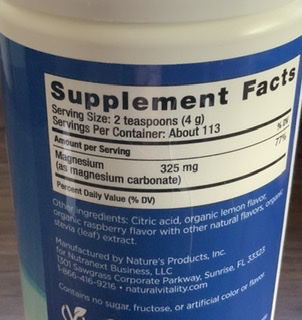 Supplement Facts
Serving Size: 2 teaspoons (4 g)
Servings Per Container: About 113
Amount per Serving % DV
Magnesium 325 mg 77%
(as magnesium carbonate)
Percent Daily Value (% DV)
Other ingredients: Citric acid, organic lemon flavor,
organic raspberry flavor with other natural flavors, organic
stevia (leaf) extract.
Manufactured by Nature's Products, Inc.
for Nutranext Business, LLC
1301 Sawgrass Corporate Parkway, Sunrise, FL 33323
1-866-416-9216 • naturalvitality.com
Contains no sugar, fructose, or artificial color or flavor.